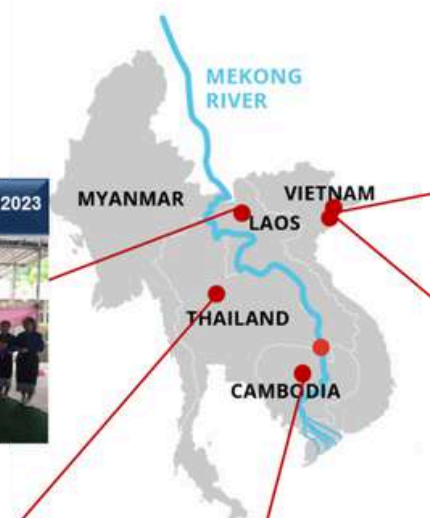 MEKONG
RIVER
MYANMAR
VIETNAM
2023
LAOS
THAILAND
CAMBODIA